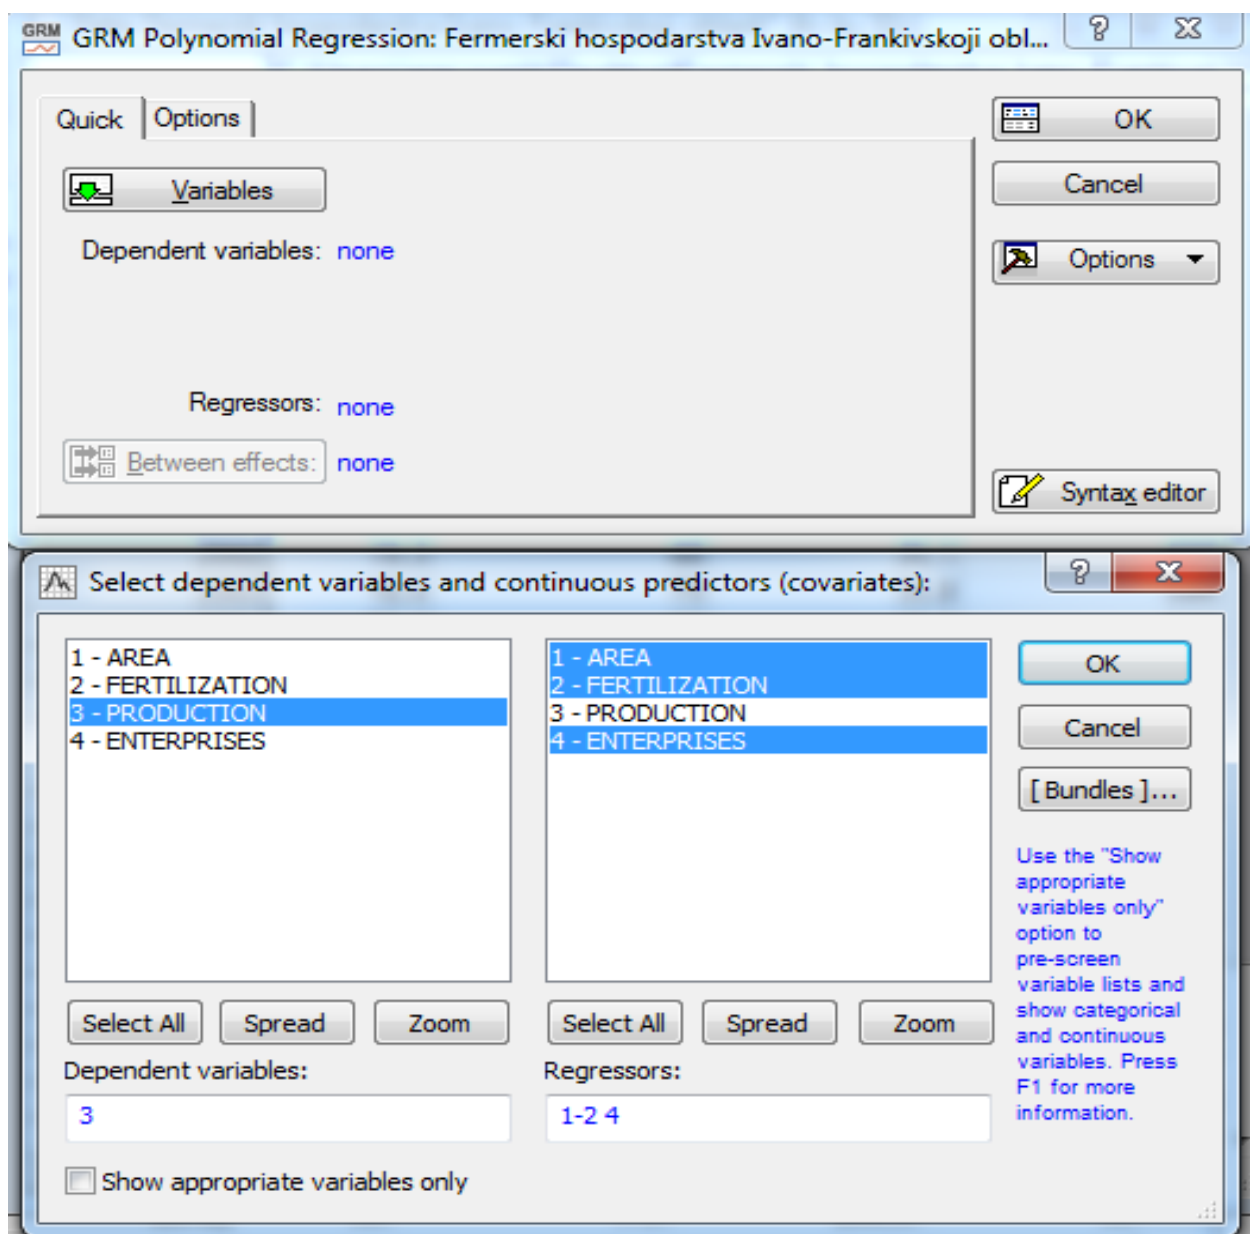 GRM
GRM Polynomial Regression: Fermerski hospodarstva Ivano-Frankivskoji obl...
Quick
Options
OK
Variables
Cancel
Dependent variables: none
Options
Regressors: none
Between effects: none
Syntax editor
Select dependent variables and continuous predictors (covariates):
1 - AREA
2 - FERTILIZATION
3 - PRODUCTION
4 - ENTERPRISES
1 - AREA
2 - FERTILIZATION
3 - PRODUCTION
4 - ENTERPRISES
OK
Cancel
[ Bundles ]...
Use the "Show
appropriate
variables only"
option to
pre-screen
variable lists and
show categorical
and continuous
variables. Press
F1 for more
information.
Select All
Spread
Zoom
Select All
Spread
Zoom
Dependent variables:
3
Regressors:
1-2 4
Show appropriate variables only